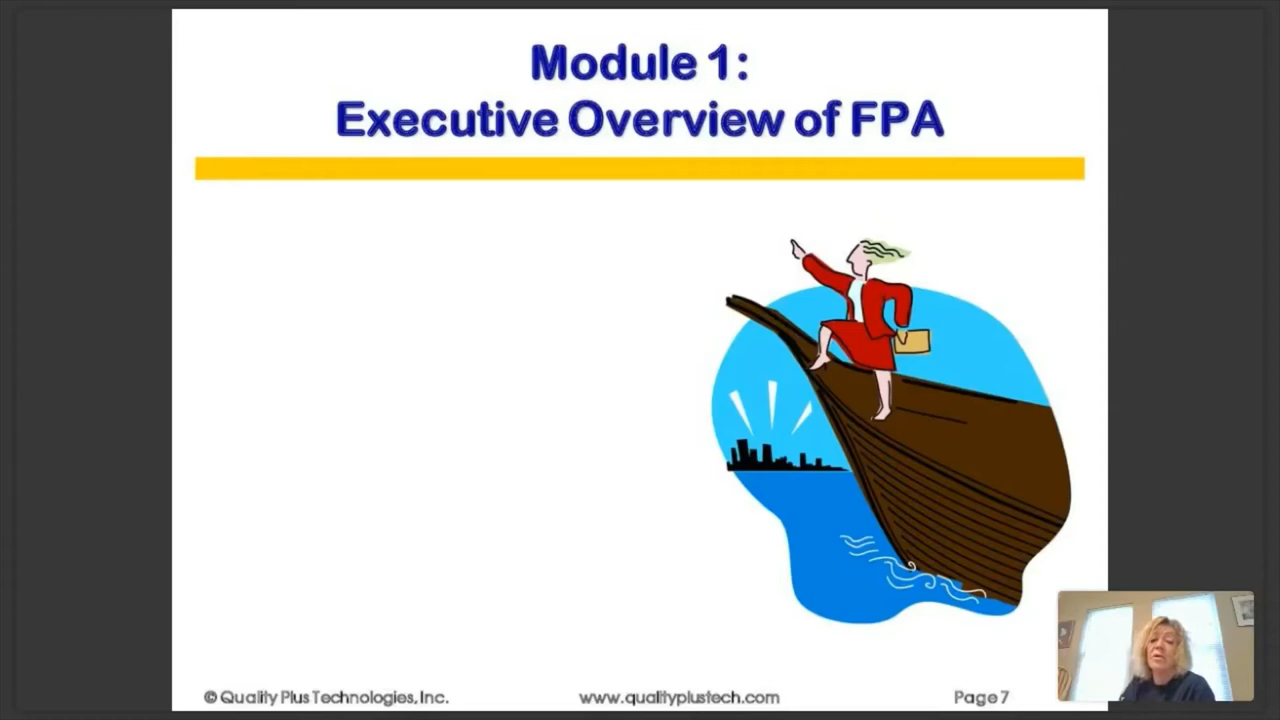 Module 1:
Executive Overview of FPA
© Quality Plus Technologies, Inc.
www.qualityplustech.com
Page 7